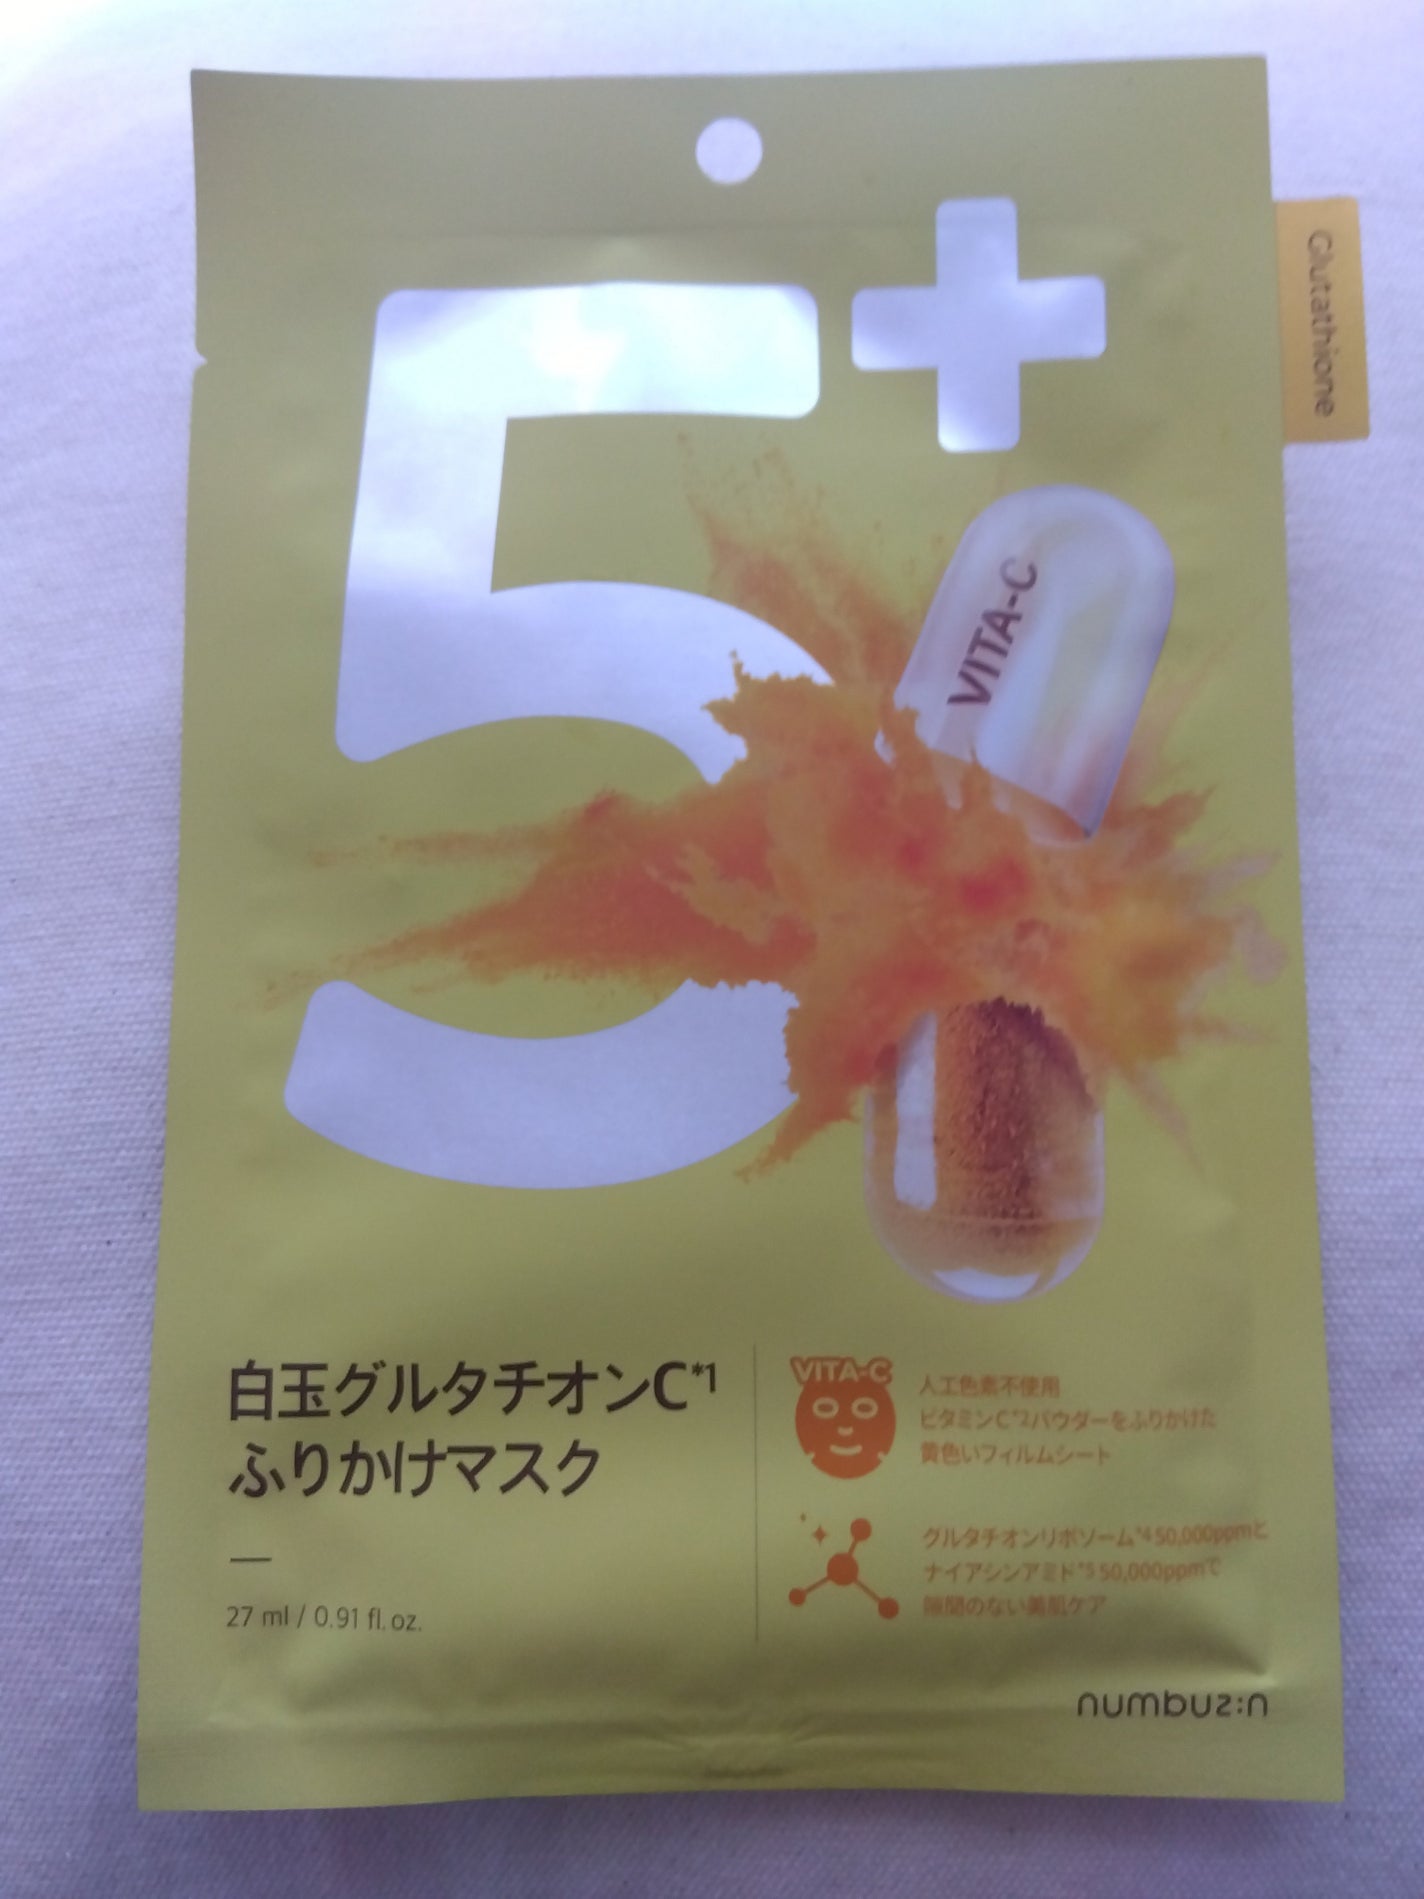 5+
Glutathione
VITA-C
白玉グルタチオンC*1
ふりかけマスク
27 ml / 0.91 fl. oz.
VITA-C
人工色素不使用
ビタミンC*2パウダーをふりかけた
黄色いフィルムシート
グルタチオンリポソーム*4 50,000ppmと
ナイアシンアミド*5 50,000ppmで
隙間のない美肌ケア
numbuz:n